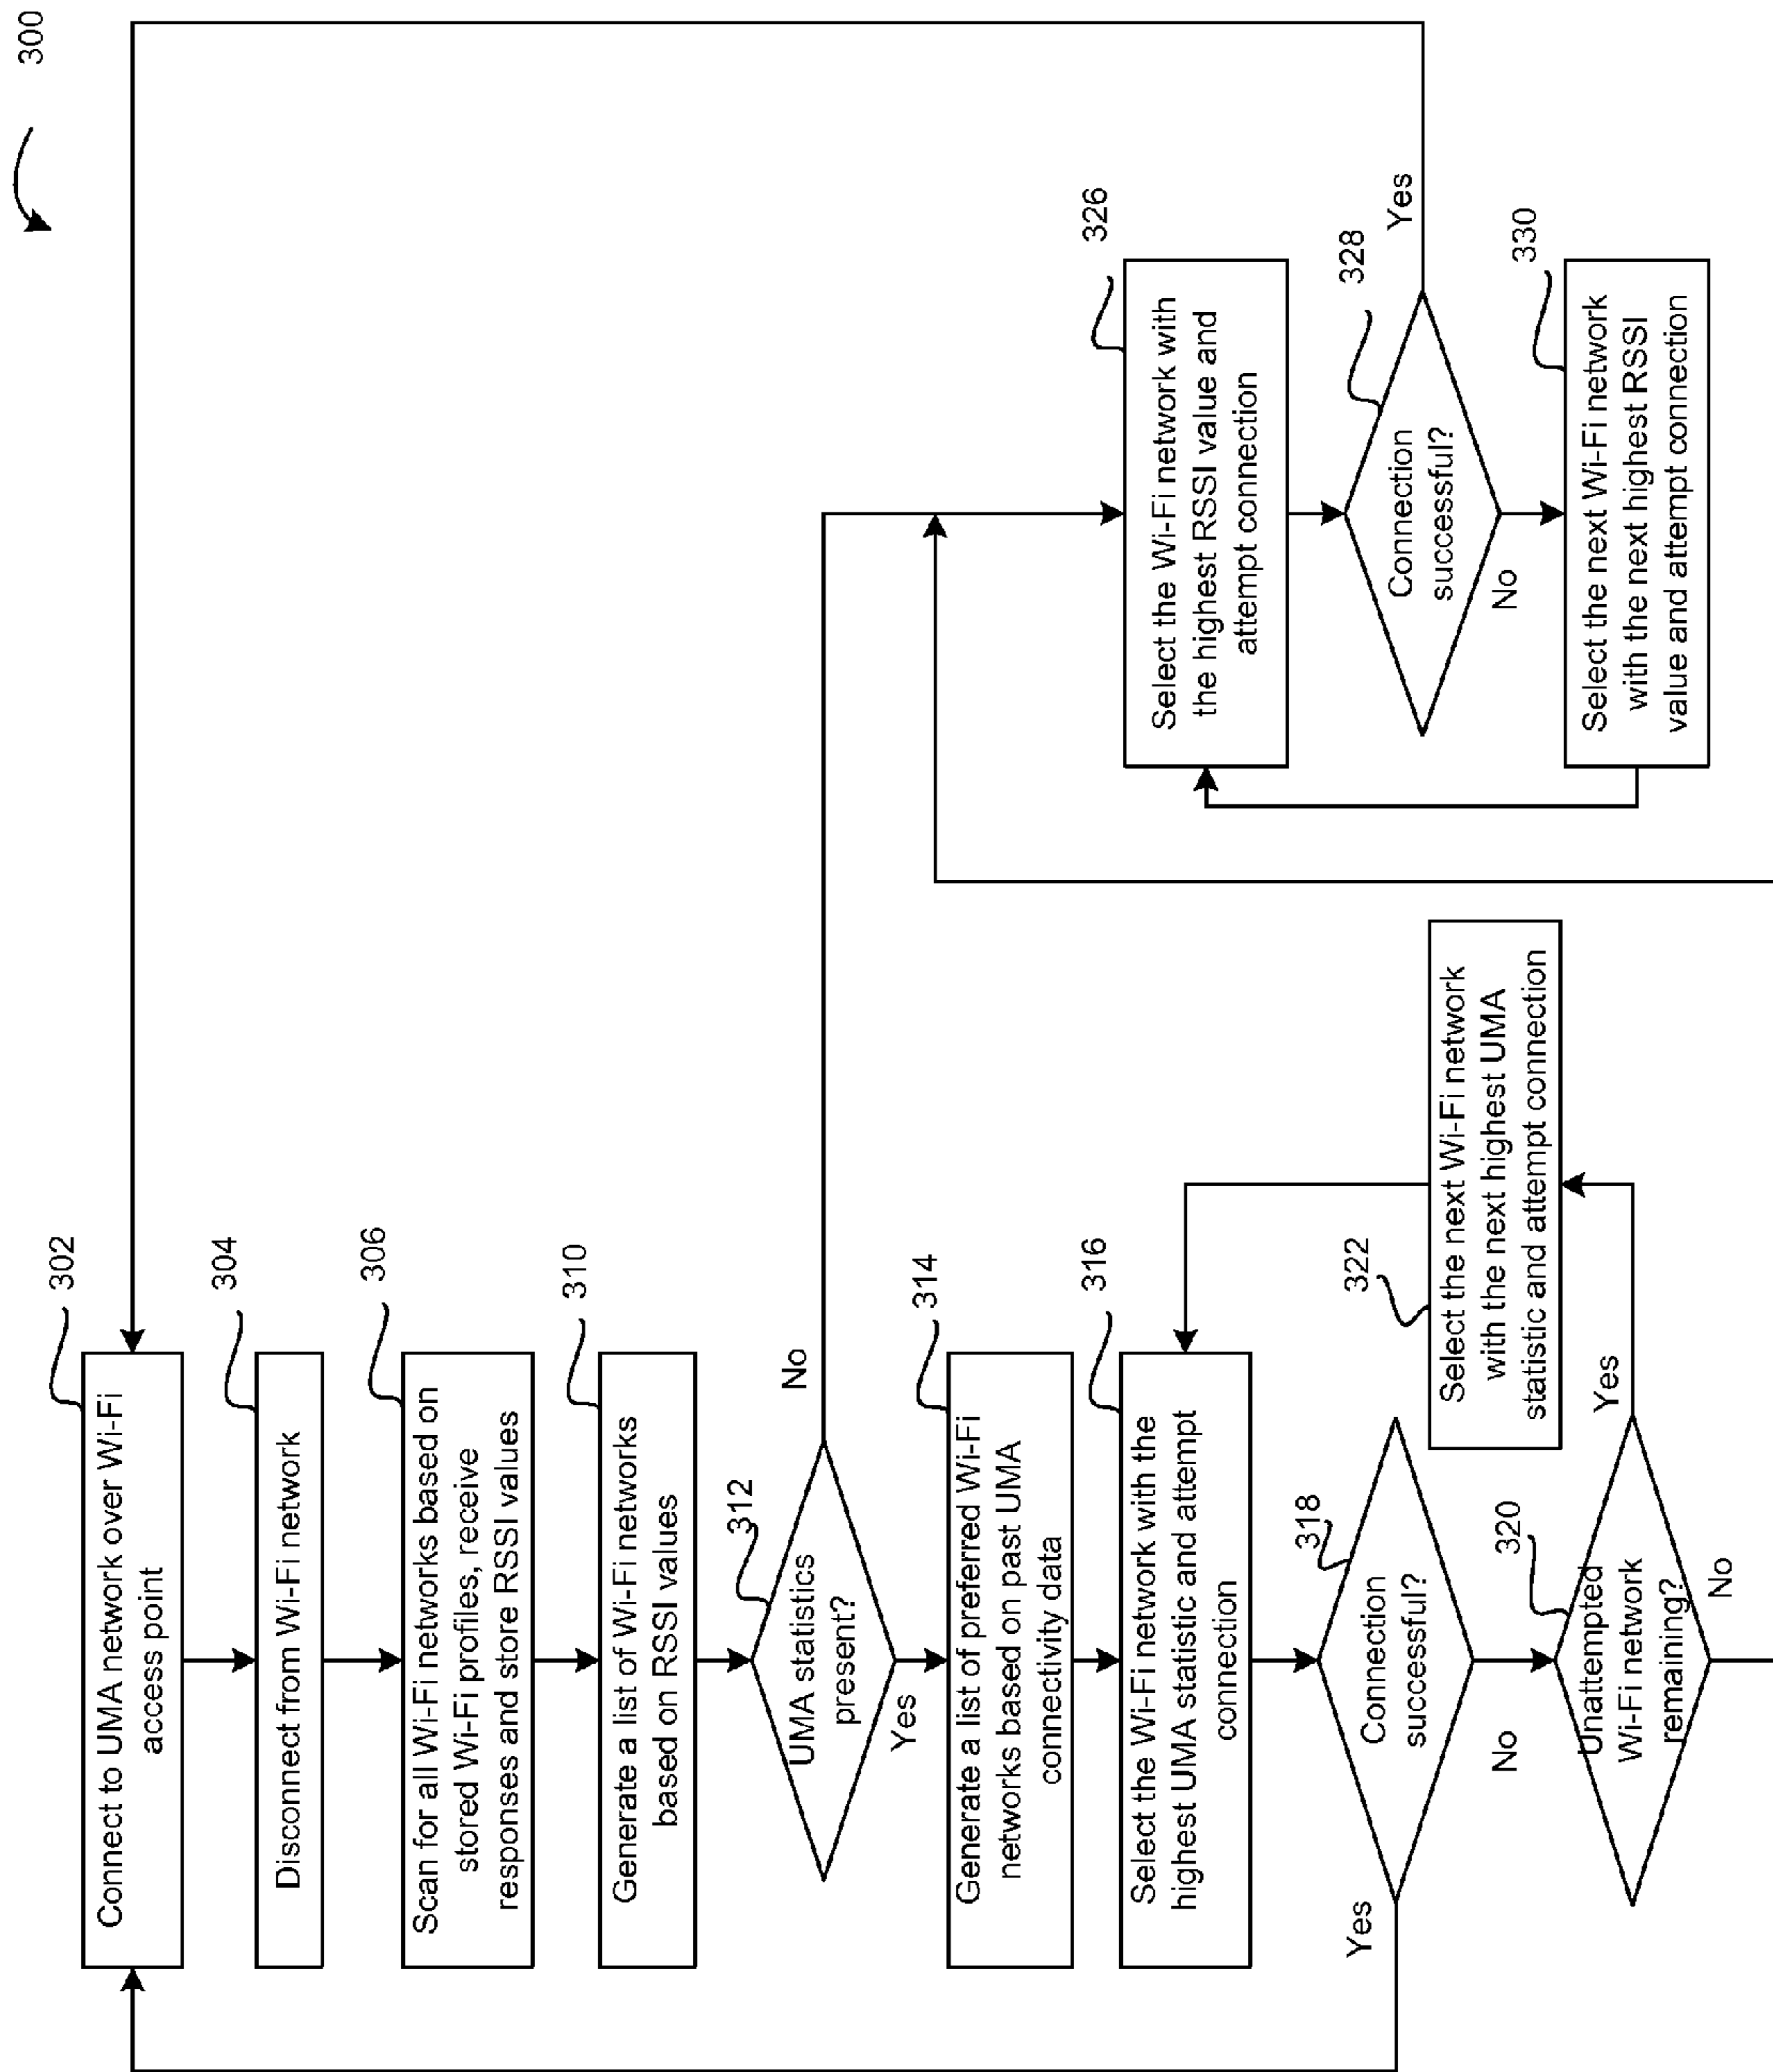 300
Connect to UMA network over Wi-Fi
access point
302
Disconnect from Wi-Fi network
304
Scan for all Wi-Fi networks based on
stored Wi-Fi profiles, receive
responses and store RSSI values
306
Generate a list of Wi-Fi networks
based on RSSI values
310
UMA statistics
present?
312
No
Yes
Generate a list of preferred Wi-Fi
networks based on past UMA
connectivity data
314
Select the Wi-Fi network with the
highest UMA statistic and attempt
connection
316
Connection
successful?
318
Yes
No
Unattempted
Wi-Fi network
remaining?
320
Yes
No
Select the next Wi-Fi network
with the next highest UMA
statistic and attempt connection
322
Select the Wi-Fi network with
the highest RSSI value and
attempt connection
326
Connection
successful?
328
Yes
No
Select the next Wi-Fi network
with the next highest RSSI
value and attempt connection
330